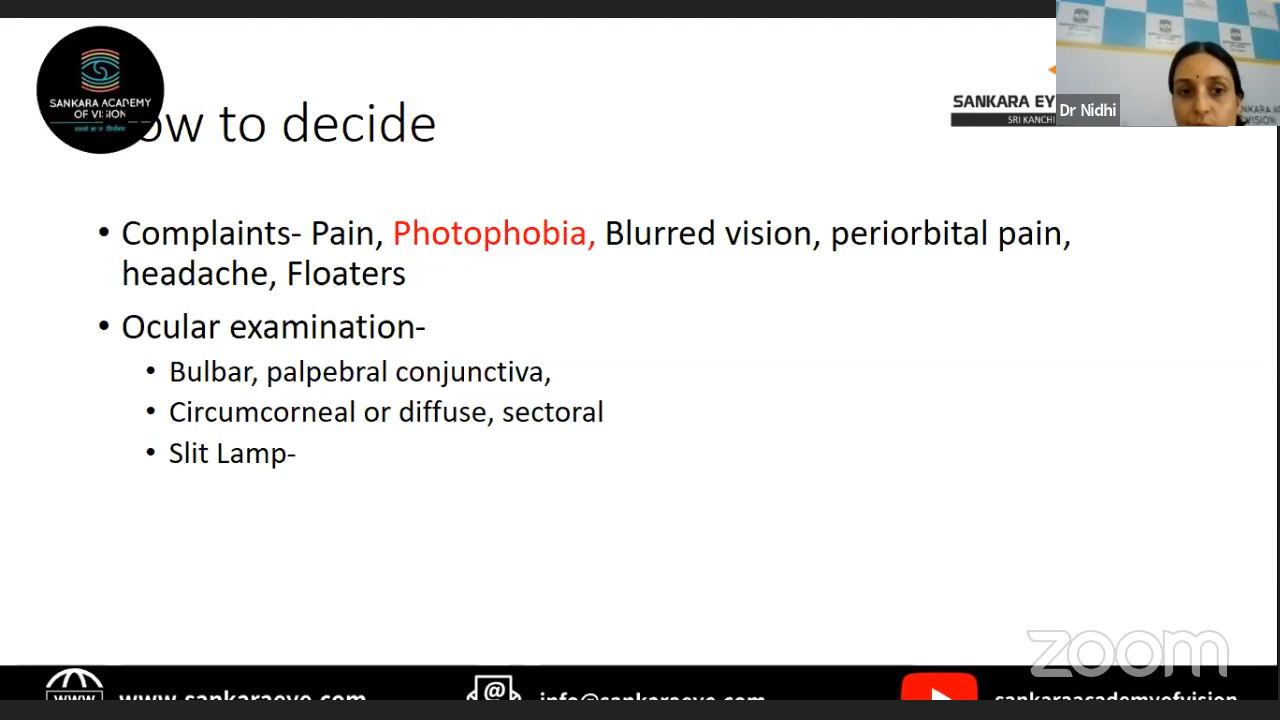 SANKARA ACADEMY
OF VISION
ow to decide
SANKARA EY
SRI KANCHI
Dr Nidhi
• Complaints- Pain, Photophobia, Blurred vision, periorbital pain,
headache, Floaters
• Ocular examination-
• Bulbar, palpebral conjunctiva,
• Circumcorneal or diffuse, sectoral
• Slit Lamp-
zoom
www
www.sankaraeye.com
@
info@sankaraeye.com
sankaraacademyofvision